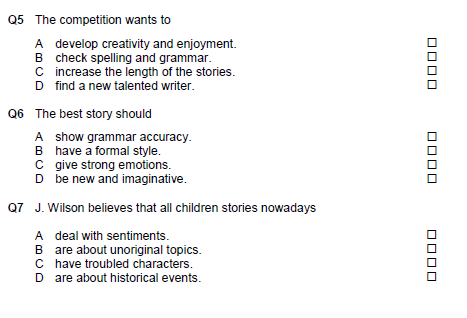 Q5 The competition wants to
A develop creativity and enjoyment. ☐
B check spelling and grammar. ☐
C increase the length of the stories. ☐
D find a new talented writer. ☐
Q6 The best story should
A show grammar accuracy. ☐
B have a formal style. ☐
C give strong emotions. ☐
D be new and imaginative. ☐
Q7 J. Wilson believes that all children stories nowadays
A deal with sentiments. ☐
B are about unoriginal topics. ☐
C have troubled characters. ☐
D are about historical events. ☐